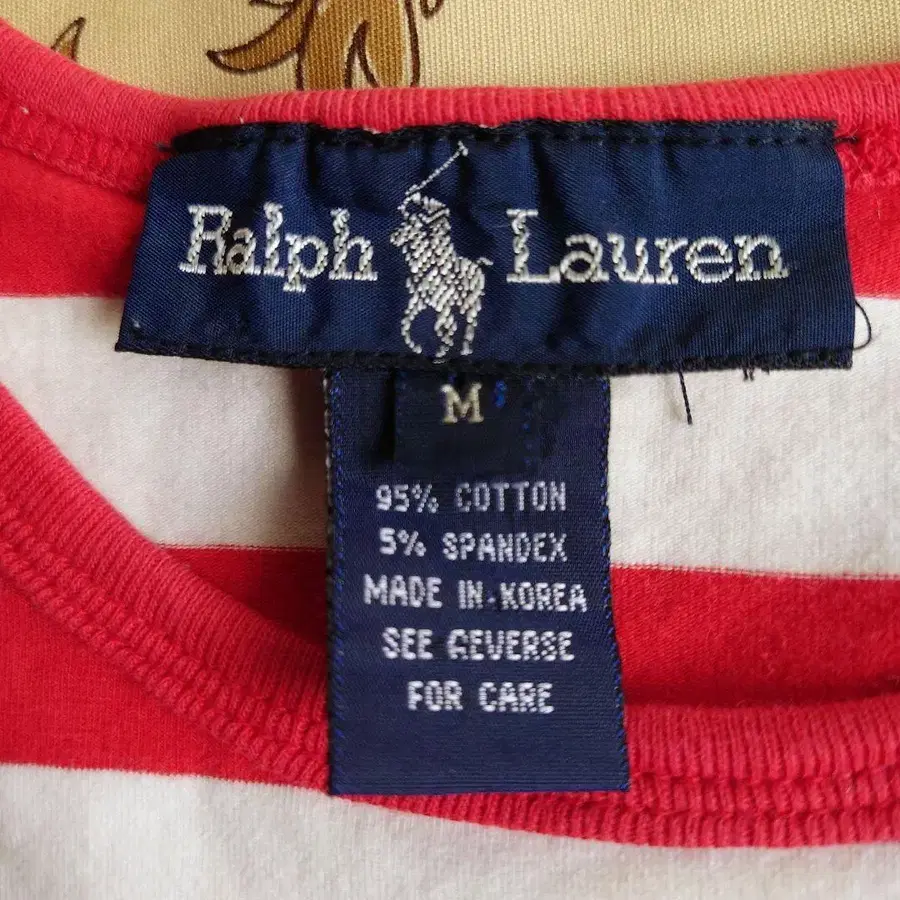 Ralph Lauren
M
95% COTTON
5% SPANDEX
MADE IN KOREA
SEE REVERSE
FOR CARE